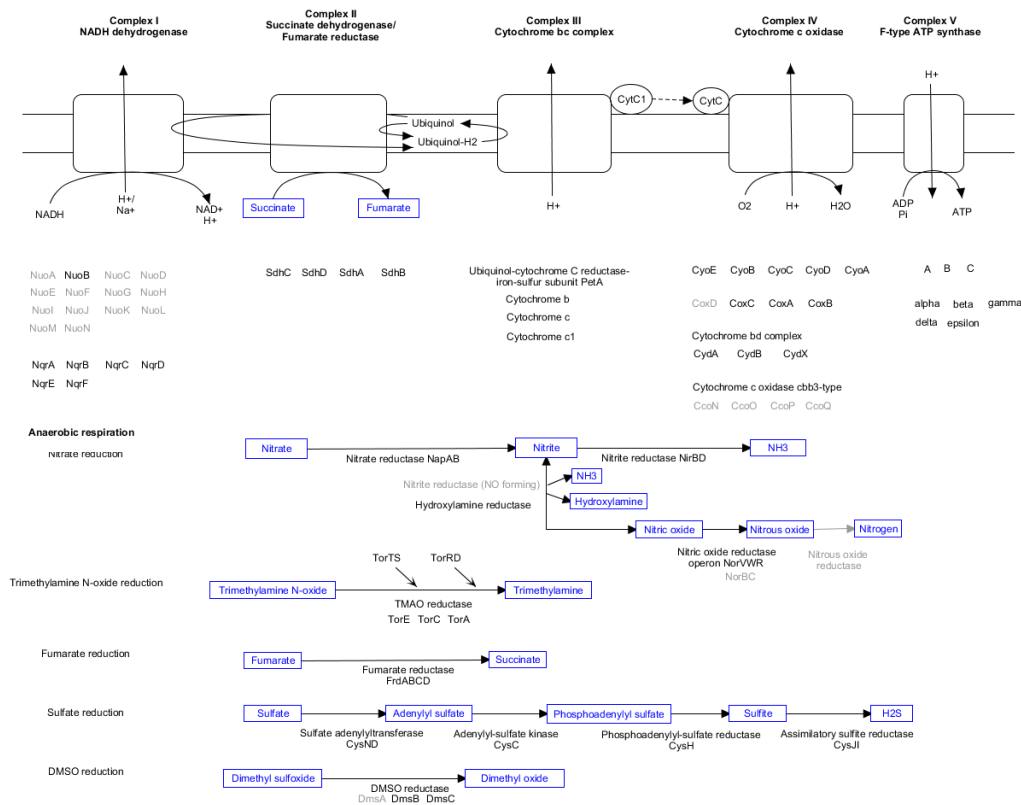 Complex I
NADH dehydrogenase
Complex II
Succinate dehydrogenase/
Fumarate reductase
Complex III
Cytochrome bc complex
Complex IV
Cytochrome c oxidase
Complex V
F-type ATP synthase
H+
CytC1
CytC
Ubiquinol
Ubiquinol-H2
NADH
H+/
Na+
NAD+
H+
Succinate
Fumarate
H+
O2
H+
H2O
ADP
Pi
ATP
NuoA NuoB NuoC NuoD
NuoE NuoF NuoG NuoH
NuoI NuoJ NuoK NuoL
NuoM NuoN
NqrA NqrB NqrC NqrD
NqrE NqrF
SdhC SdhD SdhA SdhB
Ubiquinol-cytochrome C reductase-
iron-sulfur subunit PetA
Cytochrome b
Cytochrome c
Cytochrome c1
CyoE CyoB CyoC CyoD CyoA
CoxD CoxC CoxA CoxB
Cytochrome bd complex
CydA CydB CydX
Cytochrome c oxidase cbb3-type
CcoN CcoO CcoP CcoQ
A B C
alpha beta gamma
delta epsilon
Anaerobic respiration
Nitrate reduction
Nitrate
Nitrate reductase NapAB
Nitrite
Nitrite reductase NirBD
NH3
Nitrite reductase (NO forming)
NH3
Hydroxylamine reductase
Hydroxylamine
Nitric oxide
Nitrous oxide
Nitrogen
Nitric oxide reductase
operon NorVWR
NorBC
Nitrous oxide
reductase
Trimethylamine N-oxide reduction
TorTS
TorRD
Trimethylamine N-oxide
Trimethylamine
TMAO reductase
TorE TorC TorA
Fumarate reduction
Fumarate
Succinate
Fumarate reductase
FrdABCD
Sulfate reduction
Sulfate
Adenylyl sulfate
Phosphoadenylyl sulfate
Sulfite
H2S
Sulfate adenylyltransferase
CysND
Adenylyl-sulfate kinase
CysC
Phosphoadenylyl-sulfate reductase
CysH
Assimilatory sulfite reductase
CysJI
DMSO reduction
Dimethyl sulfoxide
Dimethyl oxide
DMSO reductase
DmsA DmsB DmsC